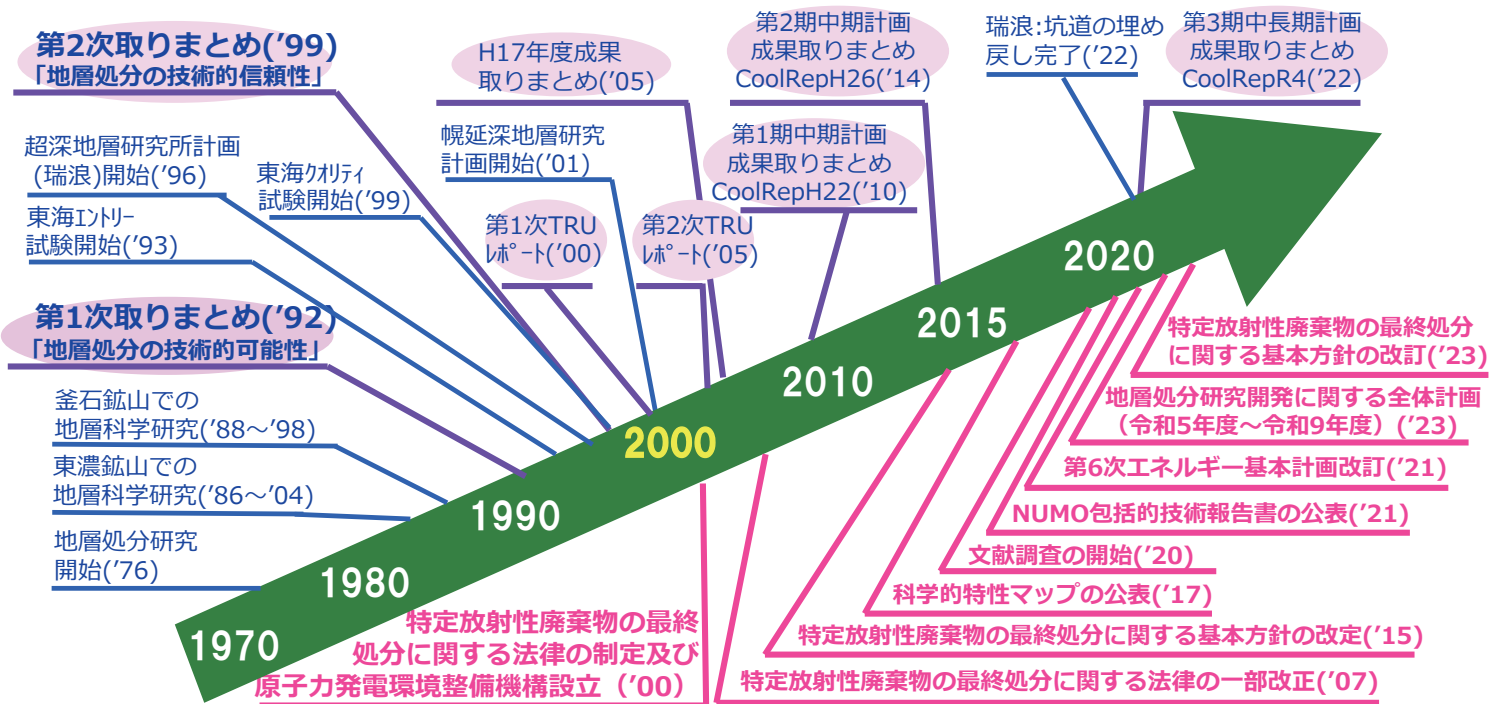 第2次取りまとめ('99)
「地層処分の技術的信頼性」
超深地層研究所計画
(瑞浪)開始('96)
東海エントリー
試験開始('93)
東海クオリティ
試験開始('99)
第1次取りまとめ('92)
「地層処分の技術的可能性」
釜石鉱山での
地層科学研究('88～'98)
東濃鉱山での
地層科学研究('86～'04)
地層処分研究
開始('76)
H17年度成果
取りまとめ('05)
幌延深地層研究
計画開始('01)
第1次TRU
レポート('00)
第2次TRU
レポート('05)
第2期中期計画
成果取りまとめ
CoolRepH26('14)
第1期中期計画
成果取りまとめ
CoolRepH22('10)
瑞浪:坑道の埋め
戻し完了('22)
第3期中長期計画
成果取りまとめ
CoolRepR4('22)
1970
1980
1990
2000
2010
2015
2020
特定放射性廃棄物の最終処分
に関する基本方針の改訂('23)
地層処分研究開発に関する全体計画
（令和5年度～令和9年度）('23)
第6次エネルギー基本計画改訂('21)
NUMO包括的技術報告書の公表('21)
文献調査の開始('20)
科学的特性マップの公表('17)
特定放射性廃棄物の最終処分に関する基本方針の改定('15)
特定放射性廃棄物の最終処分に関する法律の一部改正('07)
特定放射性廃棄物の最終
処分に関する法律の制定及び
原子力発電環境整備機構設立（'00）